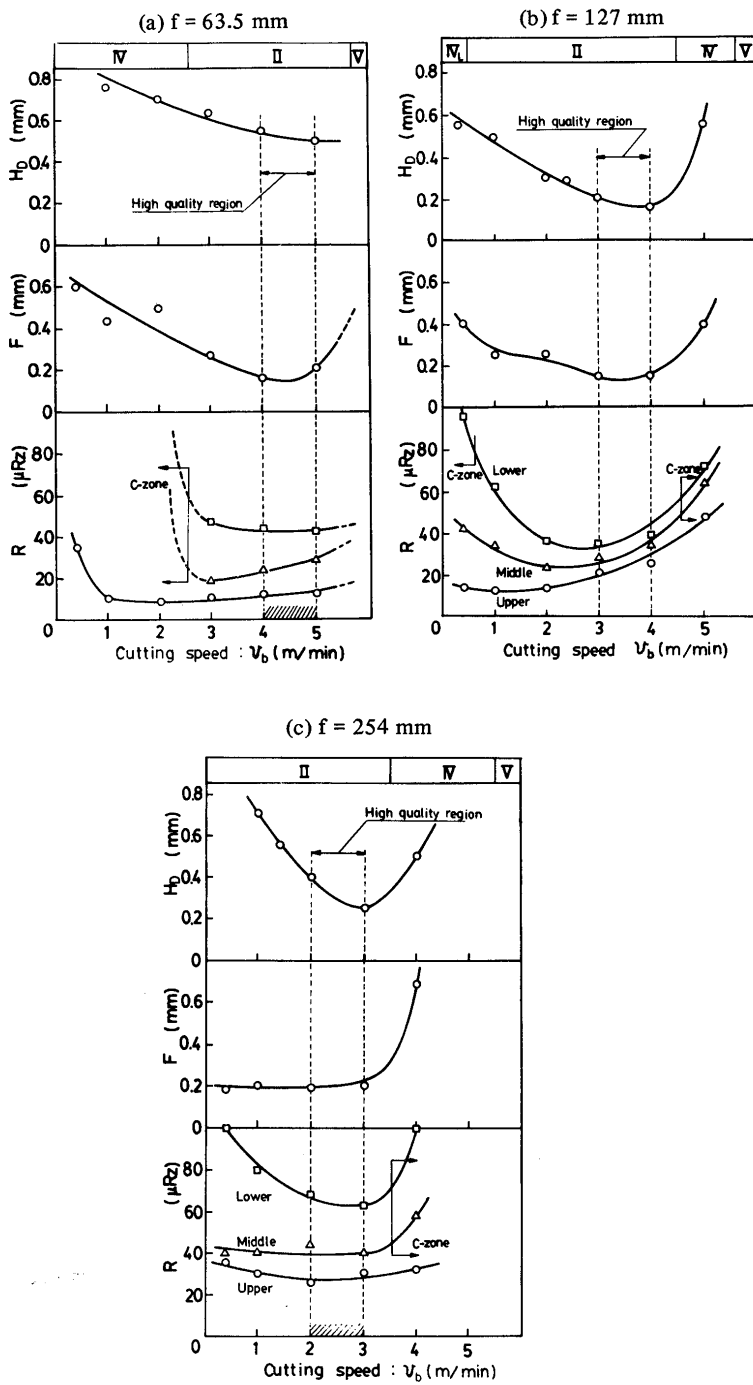 (a) f = 63.5 mm
Ⅳ Ⅱ Ⅴ
H_D (mm)
0.8
0.6
0.4
0.2
0
High quality region
F (mm)
0.6
0.4
0.2
0
R (μRz)
80
60
40
20
0
C-zone
0 1 2 3 4 5
Cutting speed : v_b (m/min)
(b) f = 127 mm
Ⅳ_L Ⅱ Ⅳ Ⅴ
H_D (mm)
0.8
0.6
0.4
0.2
0
High quality region
F (mm)
0.6
0.4
0.2
0
R (μRz)
80
60
40
20
C-zone
Lower
Middle
Upper
C-zone
0 1 2 3 4 5
Cutting speed v_b (m/min)
(c) f = 254 mm
Ⅱ Ⅳ Ⅴ
H_D (mm)
0.8
0.6
0.4
0.2
0
High quality region
F (mm)
0.6
0.4
0.2
0
R (μRz)
80
60
40
20
Lower
Middle
Upper
C-zone
0 1 2 3 4 5
Cutting speed : v_b (m/min)